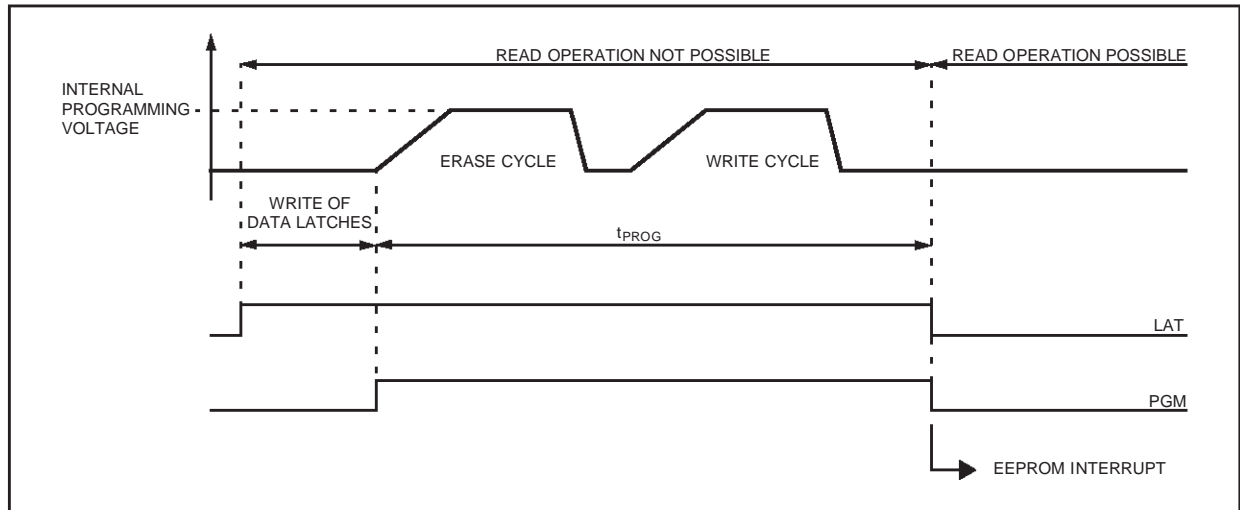 READ OPERATION NOT POSSIBLE
READ OPERATION POSSIBLE
INTERNAL
PROGRAMMING
VOLTAGE
ERASE CYCLE
WRITE CYCLE
WRITE OF
DATA LATCHES
tPROG
LAT
PGM
EEPROM INTERRUPT